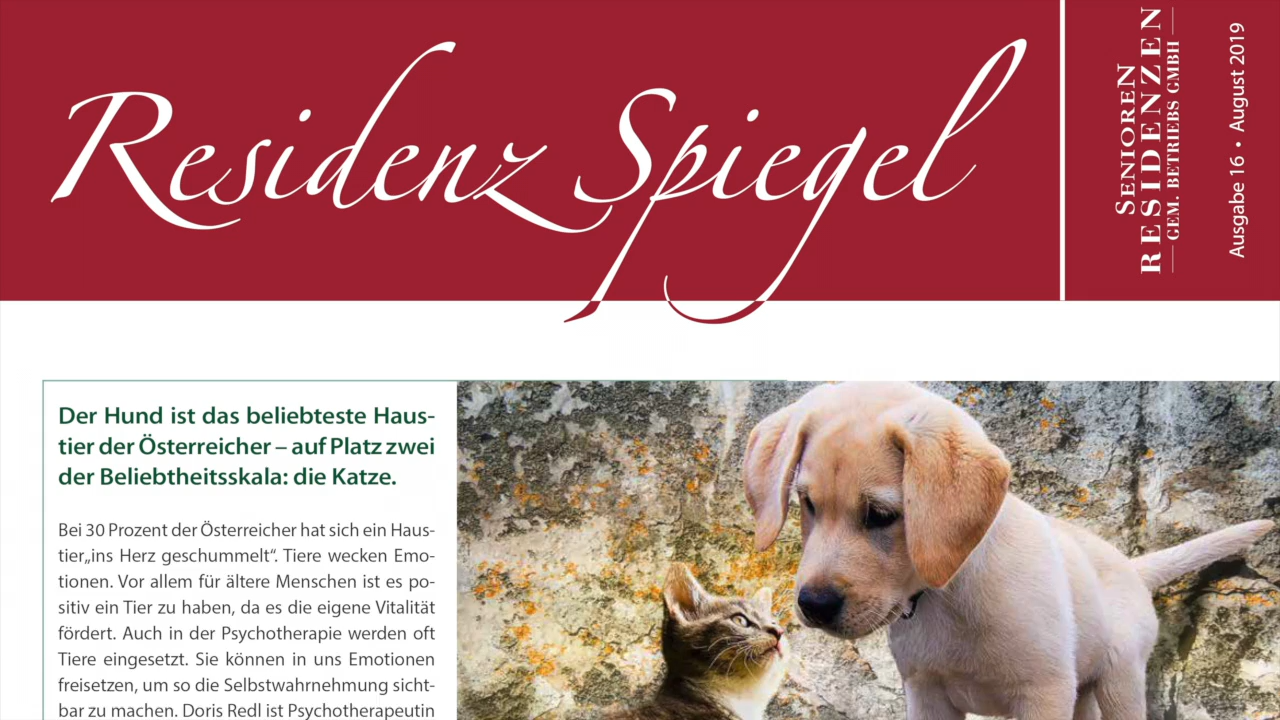 Residenz Spiegel
SENIOREN
RESIDENZEN
GEM. BETRIEBS GMBH
Ausgabe 16 • August 2019
Der Hund ist das beliebteste Haus-
tier der Österreicher – auf Platz zwei
der Beliebtheitsskala: die Katze.
Bei 30 Prozent der Österreicher hat sich ein Haus-
tier„ins Herz geschummelt“. Tiere wecken Emo-
tionen. Vor allem für ältere Menschen ist es po-
sitiv ein Tier zu haben, da es die eigene Vitalität
fördert. Auch in der Psychotherapie werden oft
Tiere eingesetzt. Sie können in uns Emotionen
freisetzen, um so die Selbstwahrnehmung sicht-
bar zu machen. Doris Redl ist Psychotherapeutin